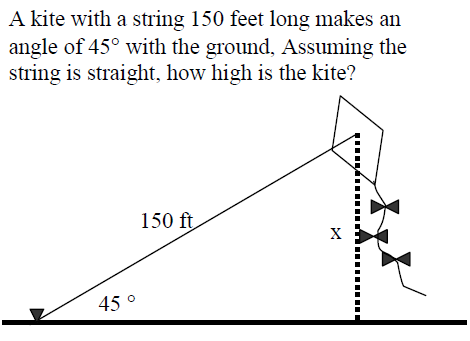 A kite with a string 150 feet long makes an
angle of 45° with the ground, Assuming the
string is straight, how high is the kite?
150 ft
x
45 °